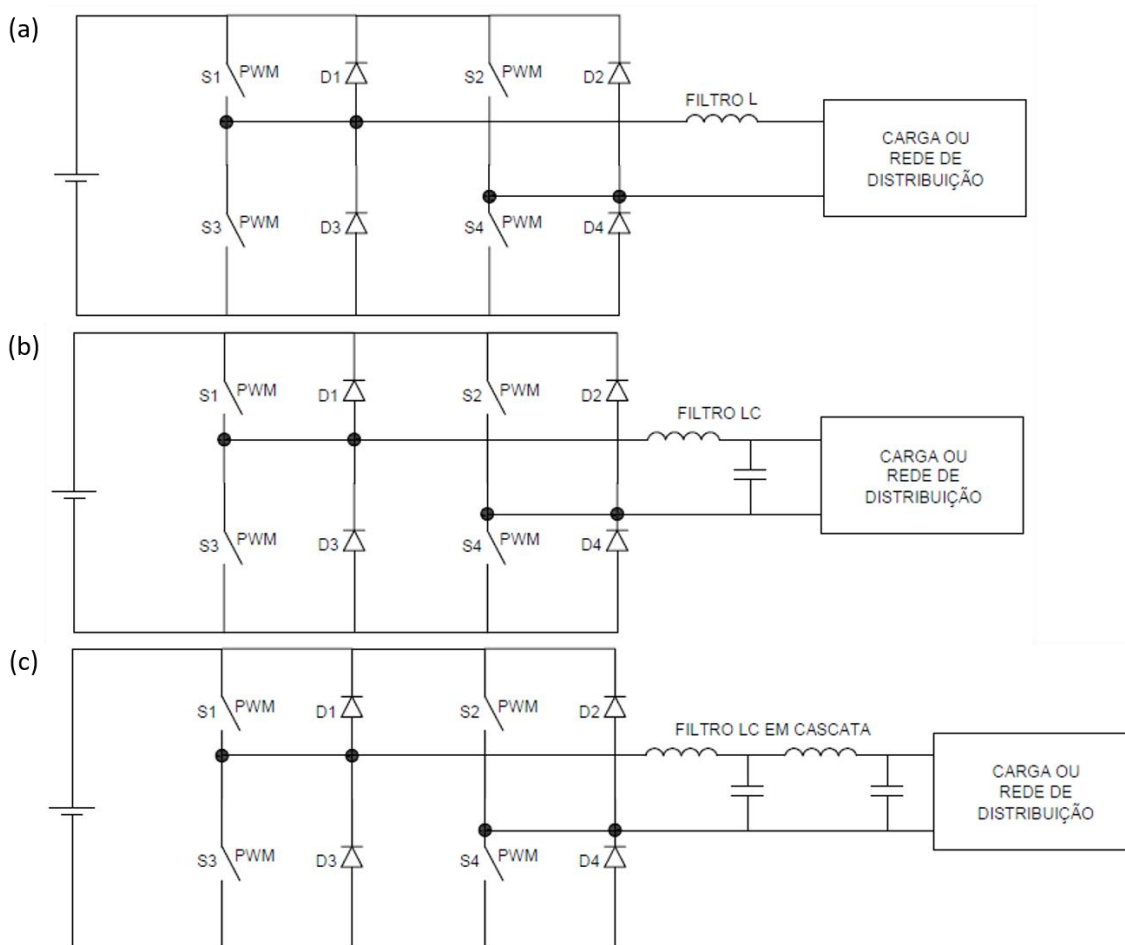 (a)
S1 PWM D1 S2 PWM D2
FILTRO L
CARGA OU
REDE DE
DISTRIBUIÇÃO
S3 PWM D3 S4 PWM D4
(b)
S1 PWM D1 S2 PWM D2
FILTRO LC
CARGA OU
REDE DE
DISTRIBUIÇÃO
S3 PWM D3 S4 PWM D4
(c)
S1 PWM D1 S2 PWM D2
FILTRO LC EM CASCATA
CARGA OU
REDE DE
DISTRIBUIÇÃO
S3 PWM D3 S4 PWM D4